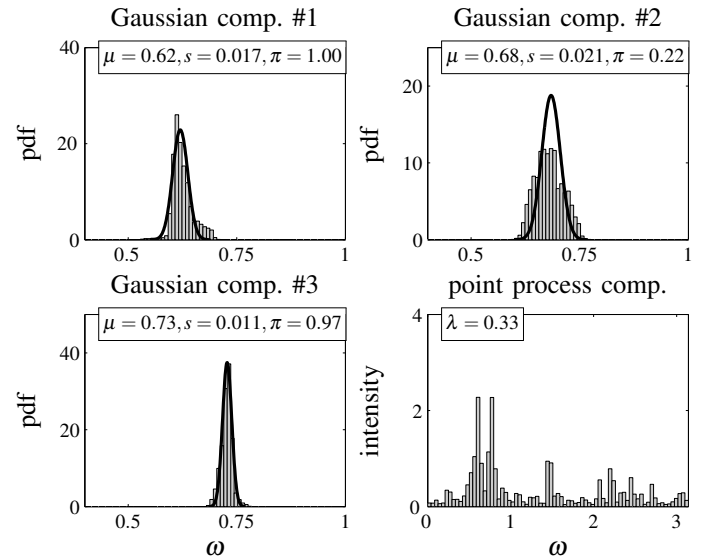 Gaussian comp. #1
μ = 0.62, s = 0.017, π = 1.00
pdf
40
20
0
0.5
0.75
1
Gaussian comp. #2
μ = 0.68, s = 0.021, π = 0.22
pdf
20
10
0
0.5
0.75
1
Gaussian comp. #3
μ = 0.73, s = 0.011, π = 0.97
pdf
40
20
0
0.5
0.75
1
ω
point process comp.
λ = 0.33
intensity
4
2
0
0
1
2
3
ω